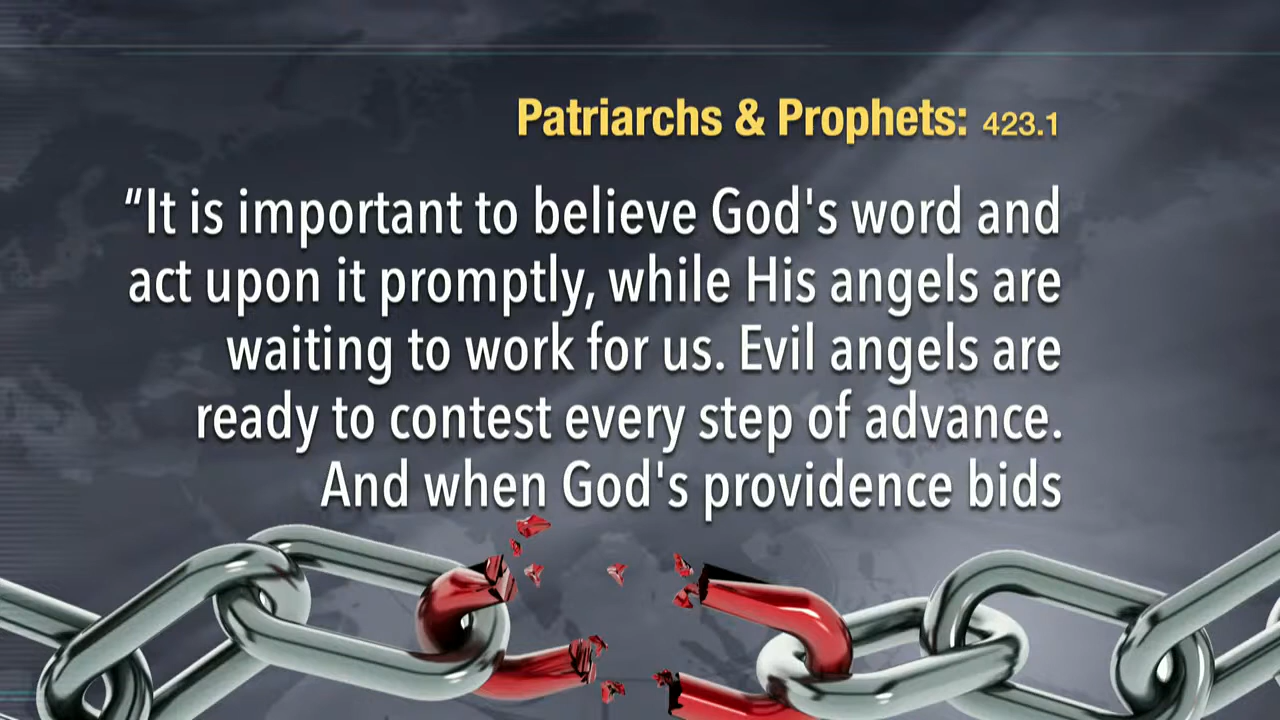 Patriarchs & Prophets: 423.1
“It is important to believe God's word and
act upon it promptly, while His angels are
waiting to work for us. Evil angels are
ready to contest every step of advance.
And when God's providence bids